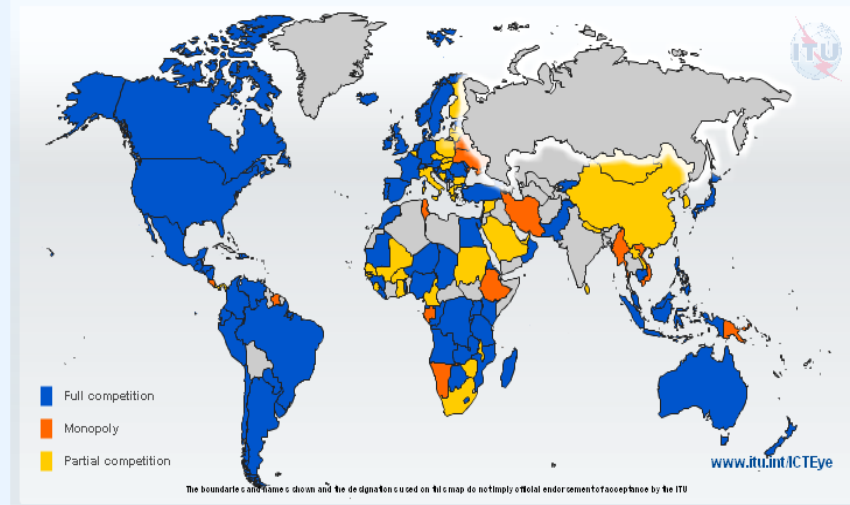 ITU
Full competition
Monopoly
Partial competition
www.itu.int/ICTEye
The boundaries and names shown and the designations used on this map do not imply official endorsement of acceptance by the ITU